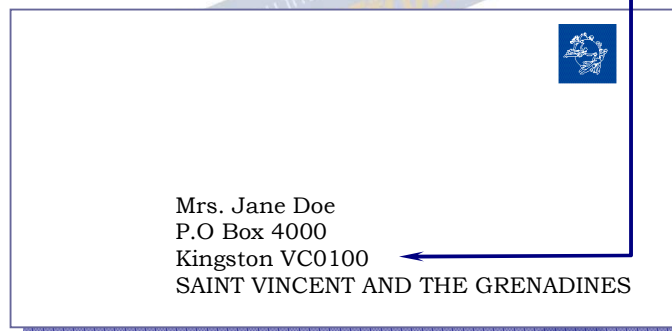 Mrs. Jane Doe
P.O Box 4000
Kingston VC0100
SAINT VINCENT AND THE GRENADINES